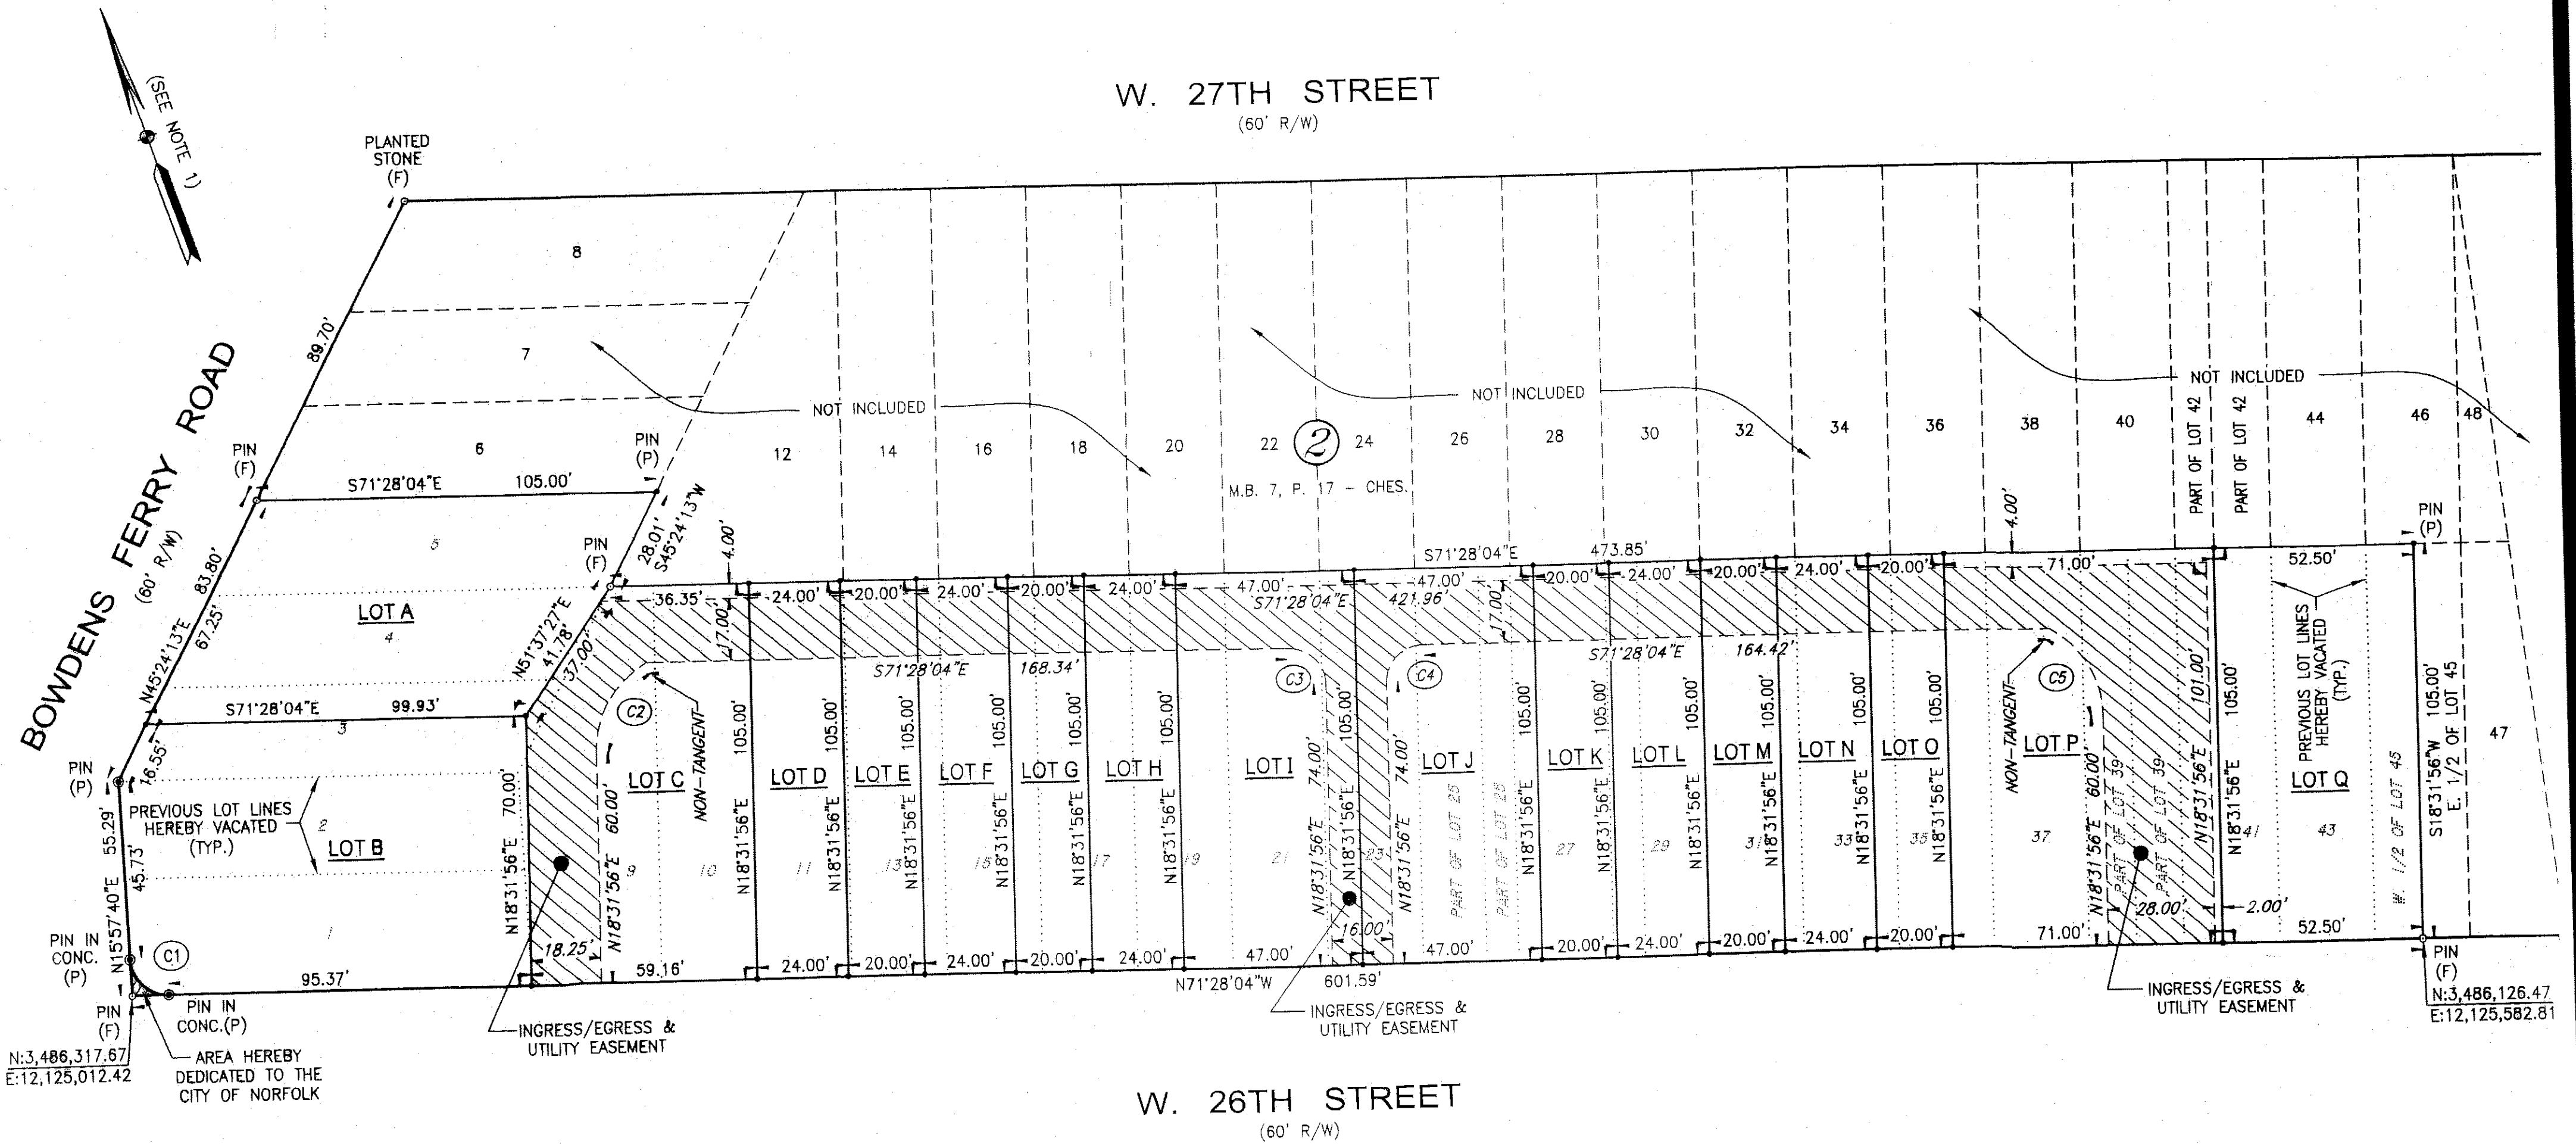 W. 27TH STREET
(60' R/W)
(SEE NOTE 1)
PLANTED
STONE
(F)
8
89.70'
7
BOWDENS FERRY ROAD
(60' R/W)
NOT INCLUDED
NOT INCLUDED
NOT INCLUDED
6
12
14
16
18
20
22
2
24
26
28
30
32
34
36
38
40
PART OF LOT 42
PART OF LOT 42
44
46
48
M.B. 7, P. 17 - CHES.
PIN
(F)
PIN
(P)
S71°28'04"E 105.00'
5
83.80'
N45°24'13"E
67.25'
LOT A
4
PIN
(F)
28.01'
S45°24'13"W
4.00'
S71°28'04"E 473.85'
4.00'
PIN
(P)
36.35'
24.00'
20.00'
24.00'
20.00'
24.00'
47.00'
47.00'
20.00'
24.00'
20.00'
24.00'
20.00'
71.00'
52.50'
S71°28'04"E 421.96'
17.00'
17.00'
N51°37'27"E
41.78'
37.00'
S71°28'04"E 168.34'
S71°28'04"E 164.42'
C2
C3
C4
C5
NON-TANGENT
NON-TANGENT
S71°28'04"E 99.93'
3
16.55'
PIN
(P)
PREVIOUS LOT LINES
HEREBY VACATED
(TYP.)
2
LOT B
1
N15°57'40"E 55.29'
45.73'
PIN IN
CONC.
(P)
C1
N18°31'56"E 70.00'
N18°31'56"E 60.00'
LOT C
LOT D
LOT E
LOT F
LOT G
LOT H
LOT I
LOT J
LOT K
LOT L
LOT M
LOT N
LOT O
LOT P
LOT Q
N18°31'56"E 105.00'
N18°31'56"E 105.00'
N18°31'56"E 105.00'
N18°31'56"E 105.00'
N18°31'56"E 105.00'
N18°31'56"E 105.00'
N18°31'56"E 74.00'
N18°31'56"E 105.00'
N18°31'56"E 74.00'
N18°31'56"E 105.00'
N18°31'56"E 105.00'
N18°31'56"E 105.00'
N18°31'56"E 105.00'
N18°31'56"E 105.00'
N18°31'56"E 105.00'
N18°31'56"E 60.00'
N18°31'56"E 101.00'
N18°31'56"E 105.00'
PREVIOUS LOT LINES
HEREBY VACATED
(TYP.)
S18°31'56"W 105.00'
E. 1/2 OF LOT 45
W. 1/2 OF LOT 45
47
9
10
11
13
15
17
19
21
23
PART OF LOT 25
PART OF LOT 25
27
29
31
33
35
37
PART OF LOT 39
PART OF LOT 39
41
43
18.25'
16.00'
28.00'
2.00'
95.37'
59.16'
24.00'
20.00'
24.00'
20.00'
24.00'
47.00'
47.00'
20.00'
24.00'
20.00'
24.00'
20.00'
71.00'
52.50'
N71°28'04"W 601.59'
PIN
(F)
PIN IN
CONC.(P)
N:3,486,317.67
E:12,125,012.42
AREA HEREBY
DEDICATED TO THE
CITY OF NORFOLK
INGRESS/EGRESS &
UTILITY EASEMENT
INGRESS/EGRESS &
UTILITY EASEMENT
INGRESS/EGRESS &
UTILITY EASEMENT
PIN
(F)
N:3,486,126.47
E:12,125,582.81
W. 26TH STREET
(60' R/W)